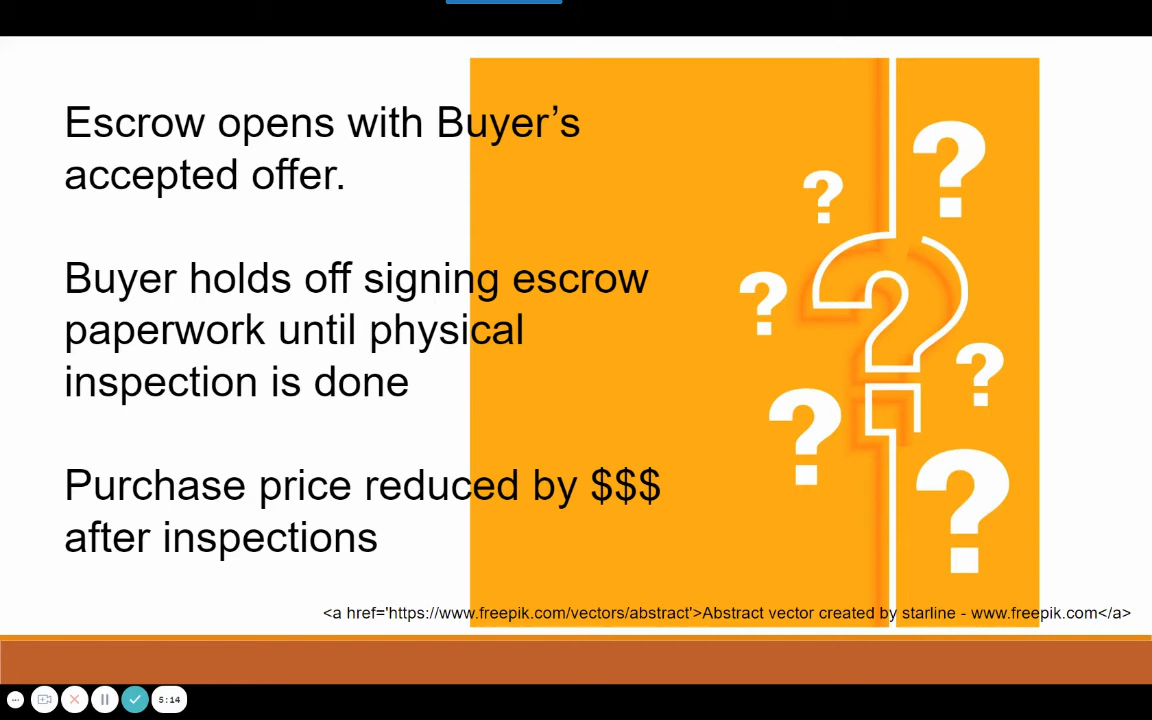 Escrow opens with Buyer’s
accepted offer.
Buyer holds off signing escrow
paperwork until physical
inspection is done
Purchase price reduced by $$$
after inspections
? ? ? ? ? ? ?
<a href='https://www.freepik.com/vectors/abstract'>Abstract vector created by starline - www.freepik.com</a>
5:14